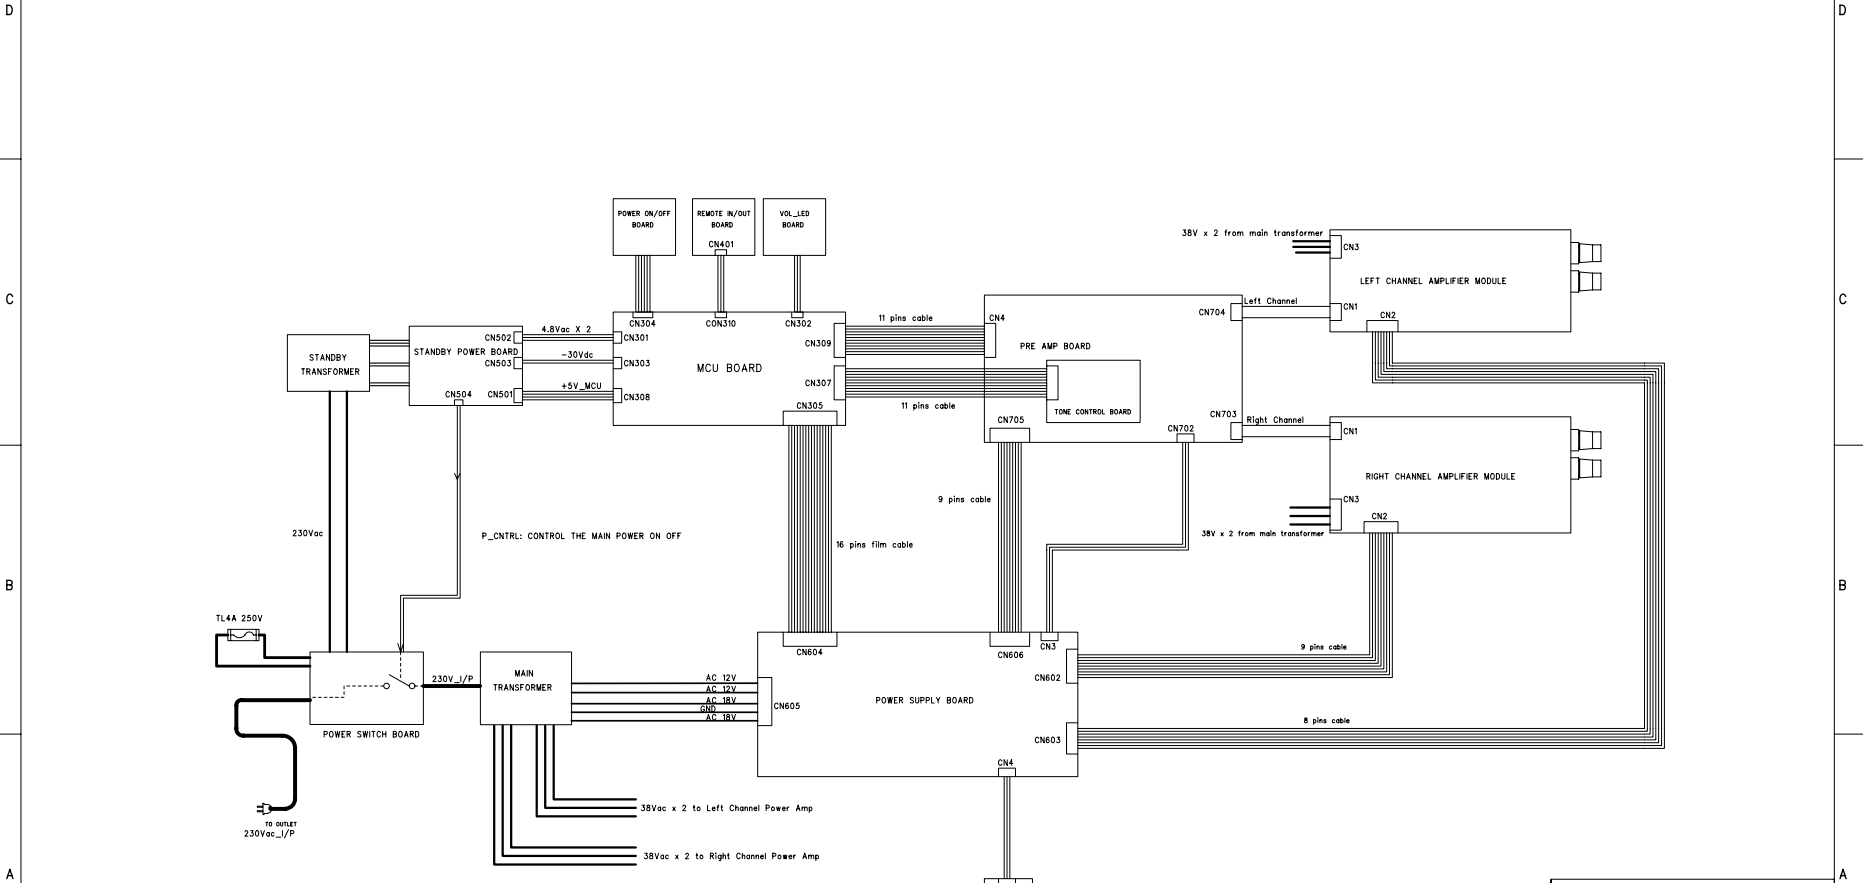 D
D
POWER ON/OFF
BOARD
REMOTE IN/OUT
BOARD
CN401
VOL_LED
BOARD
38V x 2 from main transformer
CN3
LEFT CHANNEL AMPLIFIER MODULE
C
C
CN304
CON310
CN302
CN4
CN704
Left Channel
CN1
CN2
11 pins cable
CN502
4.8Vac X 2
CN301
CN309
STANDBY POWER BOARD
PRE AMP BOARD
STANDBY
TRANSFORMER
CN503
-30Vdc
CN303
MCU BOARD
CN307
CN504
CN501
+5V_MCU
CN308
CN305
11 pins cable
TONE CONTROL BOARD
CN705
CN702
CN703
Right Channel
CN1
RIGHT CHANNEL AMPLIFIER MODULE
9 pins cable
CN3
CN2
38V x 2 from main transformer
230Vac
P_CNTRL: CONTROL THE MAIN POWER ON OFF
16 pins film cable
B
B
TL4A 250V
CN604
CN606
CN3
9 pins cable
230V_I/P
MAIN
TRANSFORMER
AC 12V
AC 12V
AC 18V
GND
AC 18V
CN605
POWER SUPPLY BOARD
CN602
8 pins cable
POWER SWITCH BOARD
CN603
CN4
38Vac x 2 to Left Channel Power Amp
TO OUTLET
230Vac_I/P
38Vac x 2 to Right Channel Power Amp
A
A